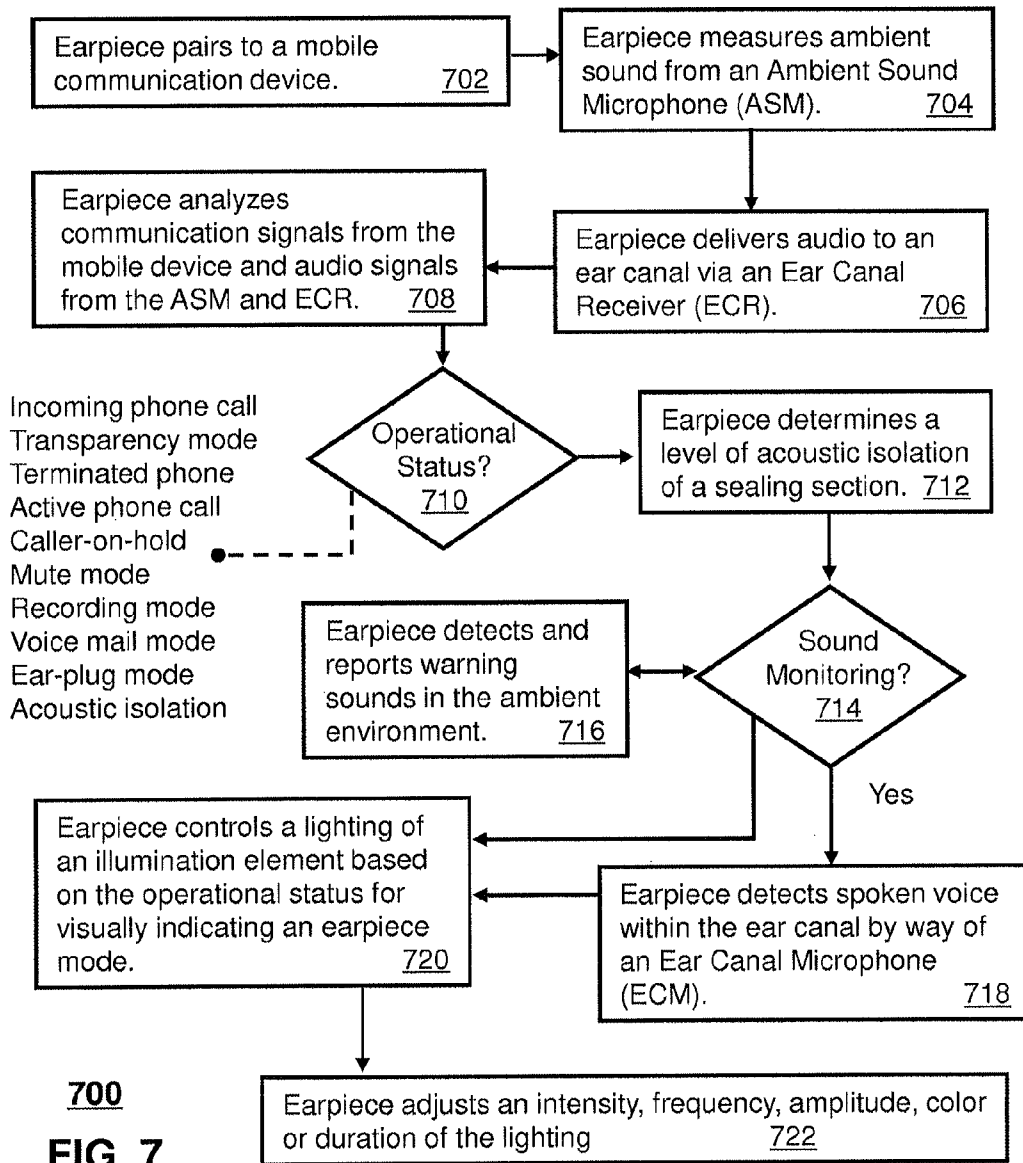 Earpiece pairs to a mobile
communication device. 702
Earpiece measures ambient
sound from an Ambient Sound
Microphone (ASM). 704
Earpiece analyzes
communication signals from the
mobile device and audio signals
from the ASM and ECR. 708
Earpiece delivers audio to an
ear canal via an Ear Canal
Receiver (ECR). 706
Incoming phone call
Transparency mode
Terminated phone
Active phone call
Caller-on-hold
Mute mode
Recording mode
Voice mail mode
Ear-plug mode
Acoustic isolation
Operational
Status?
710
Earpiece determines a
level of acoustic isolation
of a sealing section. 712
Earpiece detects and
reports warning
sounds in the ambient
environment. 716
Sound
Monitoring?
714
Yes
Earpiece controls a lighting of
an illumination element based
on the operational status for
visually indicating an earpiece
mode. 720
Earpiece detects spoken voice
within the ear canal by way of
an Ear Canal Microphone
(ECM). 718
700
FIG. 7
Earpiece adjusts an intensity, frequency, amplitude, color
or duration of the lighting 722